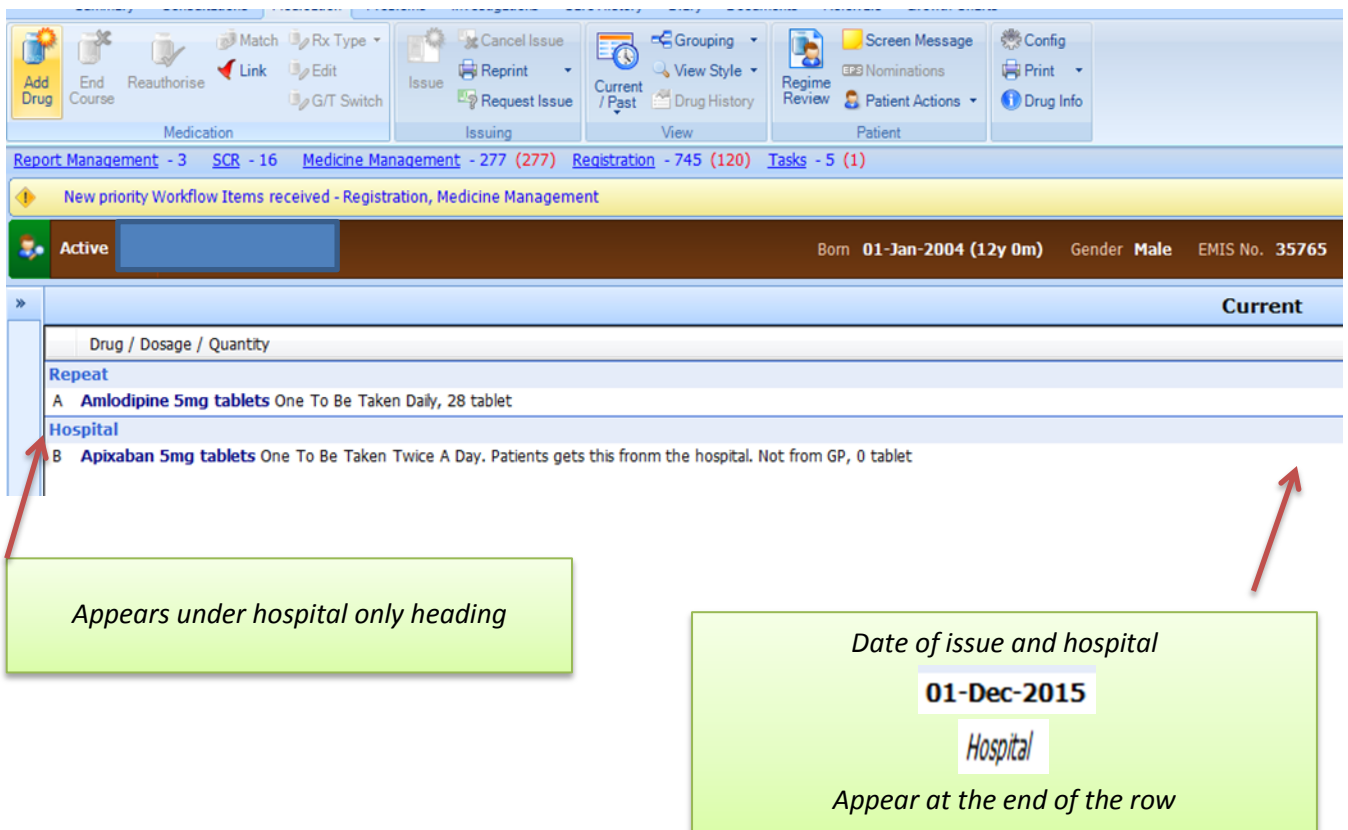 Match Rx Type Cancel Issue Grouping Screen Message Config
Add Drug End Course Reauthorise Link Edit Issue Reprint Current / Past View Style Regime Review Nominations Print
G/T Switch Request Issue Drug History Patient Actions Drug Info
Medication Issuing View Patient
Report Management - 3 SCR - 16 Medicine Management - 277 (277) Registration - 745 (120) Tasks - 5 (1)
New priority Workflow Items received - Registration, Medicine Management
Active Born 01-Jan-2004 (12y 0m) Gender Male EMIS No. 35765
» Current
Drug / Dosage / Quantity
Repeat
A Amlodipine 5mg tablets One To Be Taken Daily, 28 tablet
Hospital
B Apixaban 5mg tablets One To Be Taken Twice A Day. Patients gets this fronm the hospital. Not from GP, 0 tablet
Appears under hospital only heading
Date of issue and hospital
01-Dec-2015
Hospital
Appear at the end of the row